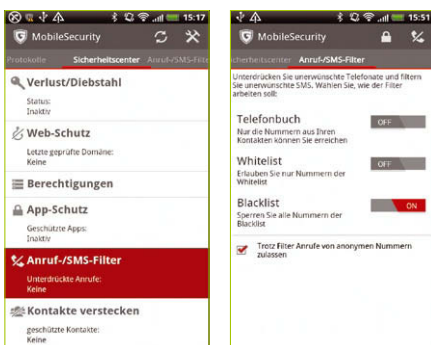 15:17
MobileSecurity
Protokolle Sicherheitscenter Anruf-/SMS-Filte
Verlust/Diebstahl
Status:
Inaktiv
Web-Schutz
Letzte geprüfte Domäne:
Keine
Berechtigungen
App-Schutz
Geschützte Apps:
Inaktiv
Anruf-/SMS-Filter
Unterdrückte Anrufe:
Keine
Kontakte verstecken
geschützte Kontakte:
Keine
15:51
MobileSecurity
icherheitscenter Anruf-/SMS-Filter
Unterdrücken Sie unerwünschte Telefonate und filtern
Sie unerwünschte SMS. Wählen Sie, wie der Filter
arbeiten soll:
Telefonbuch
OFF
Nur die Nummern aus Ihren
Kontakten können Sie erreichen
Whitelist
OFF
Erlauben Sie nur Nummern der
Whitelist
Blacklist
ON
Sperren Sie alle Nummern der
Blacklist
Trotz Filter Anrufe von anonymen Nummern
zulassen